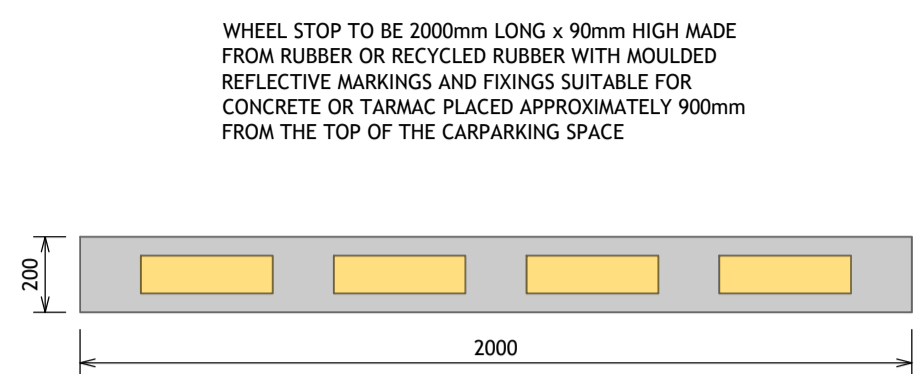 WHEEL STOP TO BE 2000mm LONG x 90mm HIGH MADE
FROM RUBBER OR RECYCLED RUBBER WITH MOULDED
REFLECTIVE MARKINGS AND FIXINGS SUITABLE FOR
CONCRETE OR TARMAC PLACED APPROXIMATELY 900mm
FROM THE TOP OF THE CARPARKING SPACE
200
2000